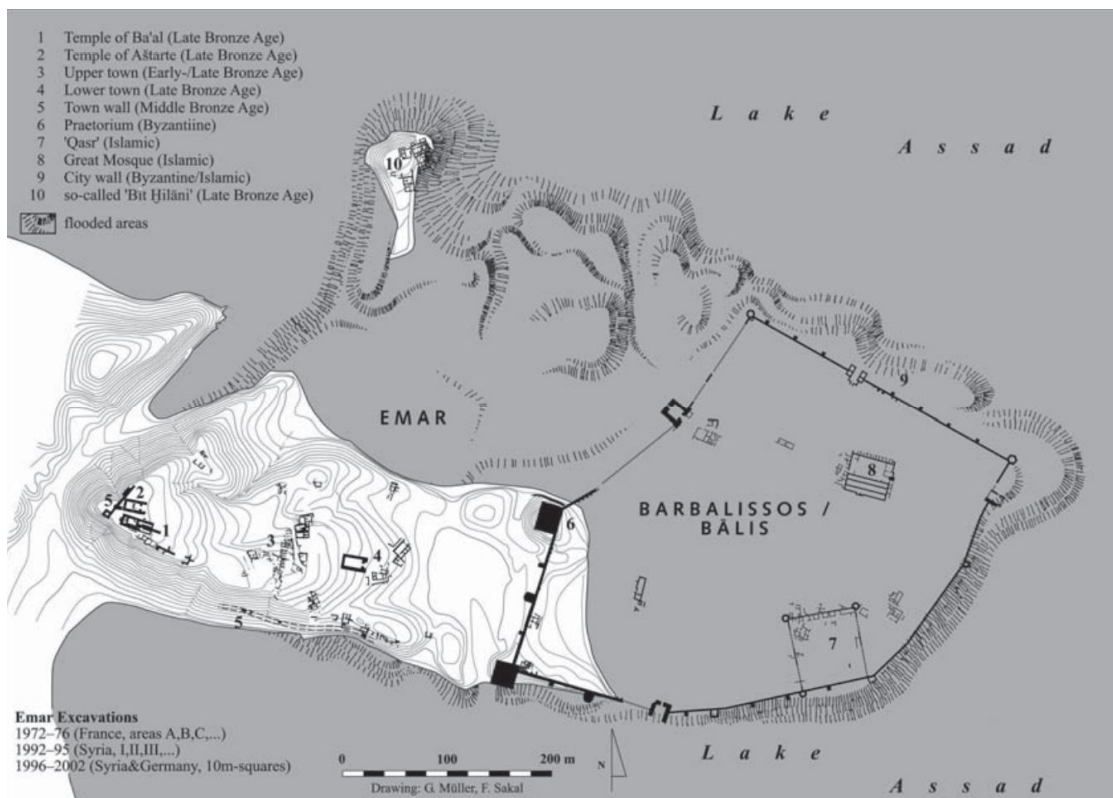 1 Temple of Ba'al (Late Bronze Age)
2 Temple of Aštarte (Late Bronze Age)
3 Upper town (Early-/Late Bronze Age)
4 Lower town (Late Bronze Age)
5 Town wall (Middle Bronze Age)
6 Praetorium (Byzantiine)
7 'Qasr' (Islamic)
8 Great Mosque (Islamic)
9 City wall (Byzantine/Islamic)
10 so-called 'Bīt Ḫilāni' (Late Bronze Age)
flooded areas
Lake
Assad
10
9
EMAR
8
BARBALISSOS /
BĀLIS
5
2
1
3
4
6
5
7
Emar Excavations
1972–76 (France, areas A,B,C,...)
1992–95 (Syria, I,II,III,...)
1996–2002 (Syria&Germany, 10m-squares)
0 100 200 m
Drawing: G. Müller, F. Sakal
N
Lake
Assad